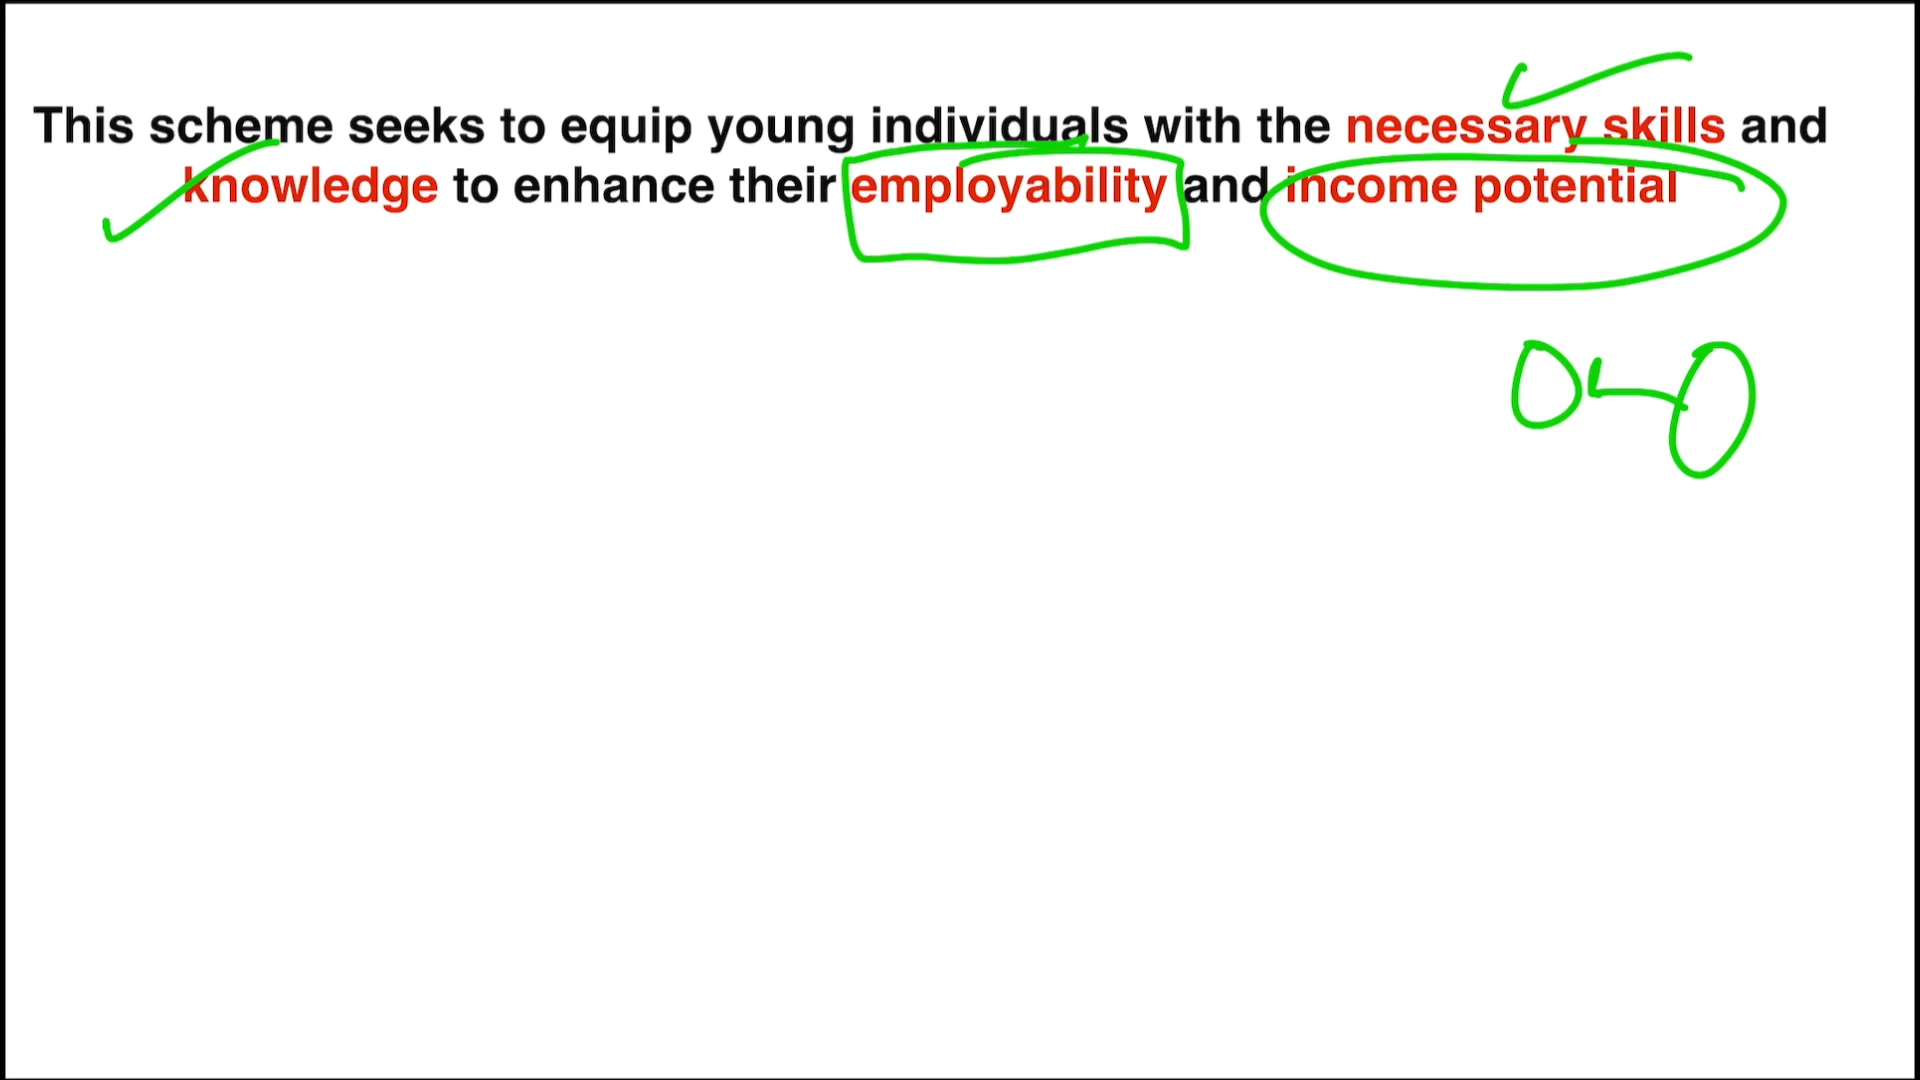 This scheme seeks to equip young individuals with the necessary skills and
knowledge to enhance their employability and income potential